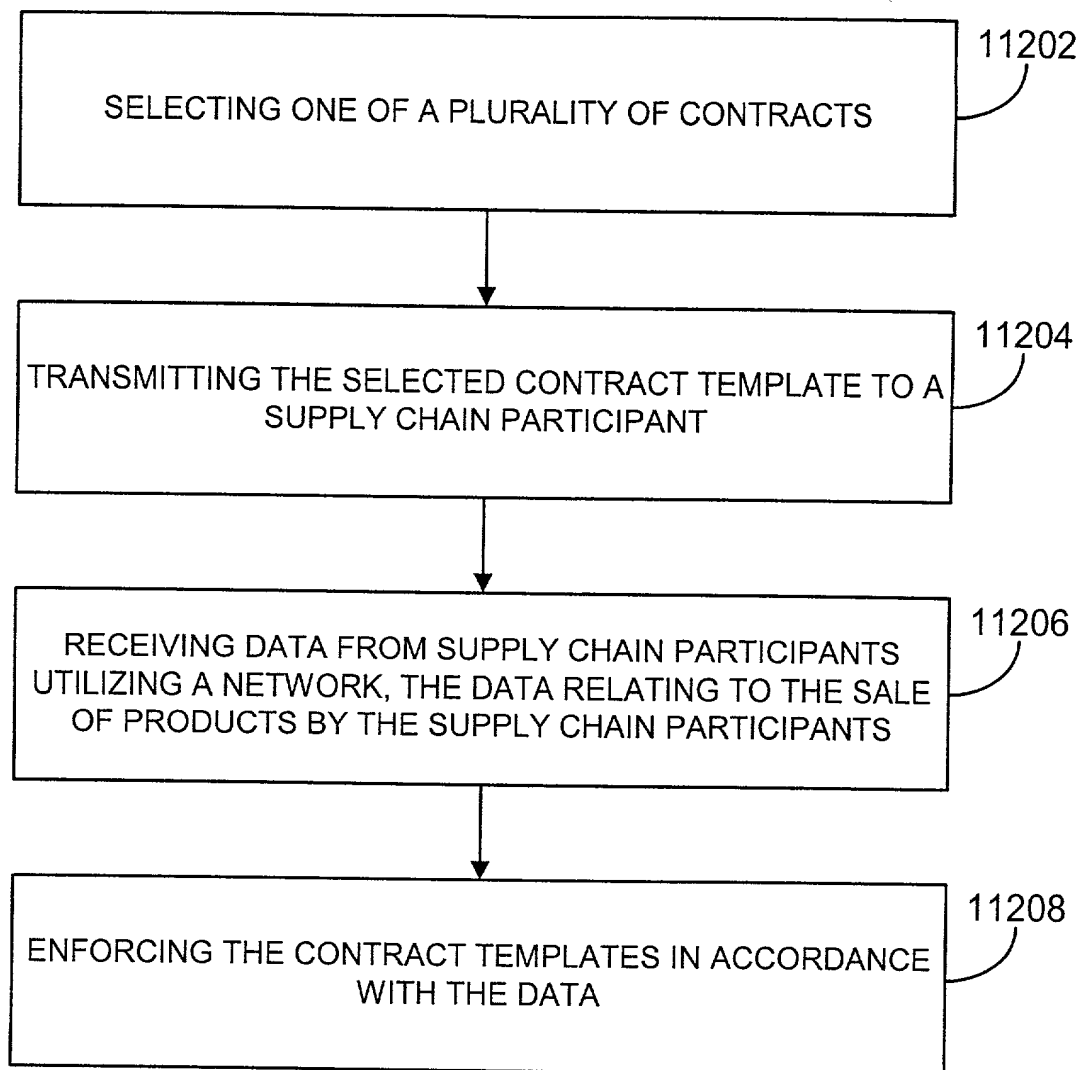 11202
SELECTING ONE OF A PLURALITY OF CONTRACTS
11204
TRANSMITTING THE SELECTED CONTRACT TEMPLATE TO A
SUPPLY CHAIN PARTICIPANT
11206
RECEIVING DATA FROM SUPPLY CHAIN PARTICIPANTS
UTILIZING A NETWORK, THE DATA RELATING TO THE SALE
OF PRODUCTS BY THE SUPPLY CHAIN PARTICIPANTS
11208
ENFORCING THE CONTRACT TEMPLATES IN ACCORDANCE
WITH THE DATA